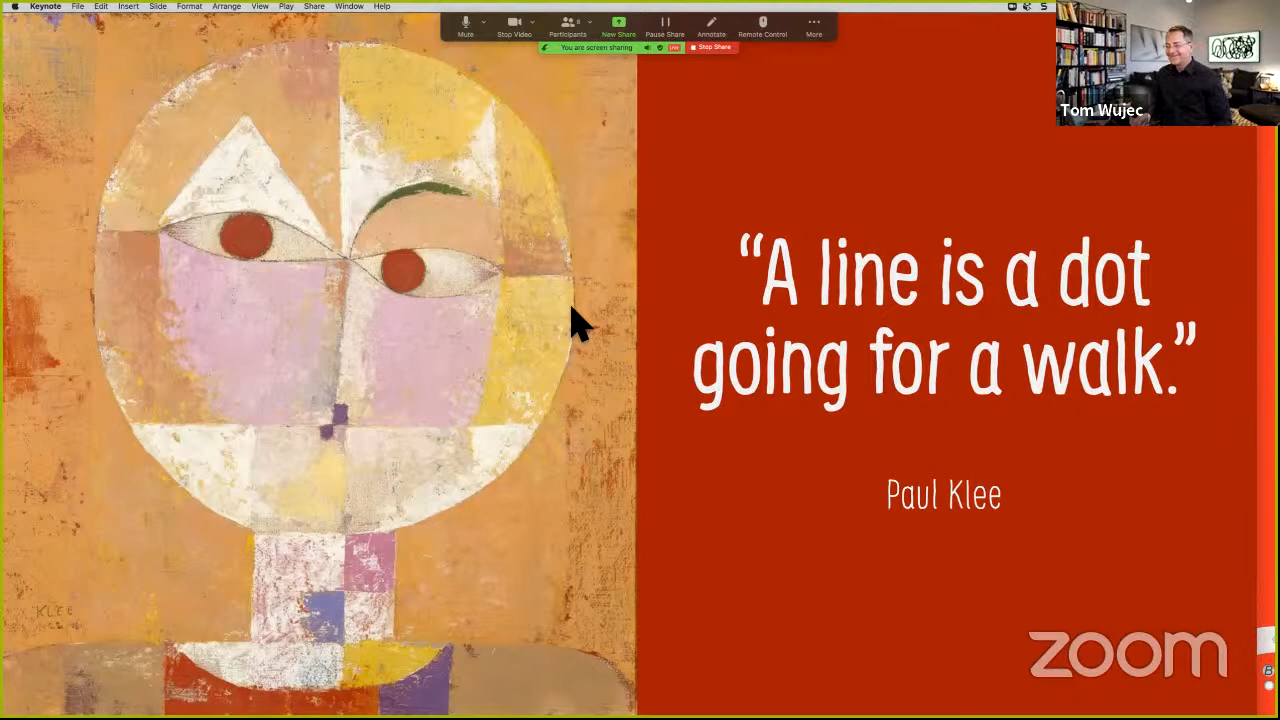 Keynote File Edit Insert Slide Format Arrange View Play Share Window Help
Mute Stop Video Participants 8 New Share Pause Share Annotate Remote Control More
You are screen sharing LIVE Stop Share
Tom Wujec
“A line is a dot
going for a walk.”
Paul Klee
KLEE
zoom